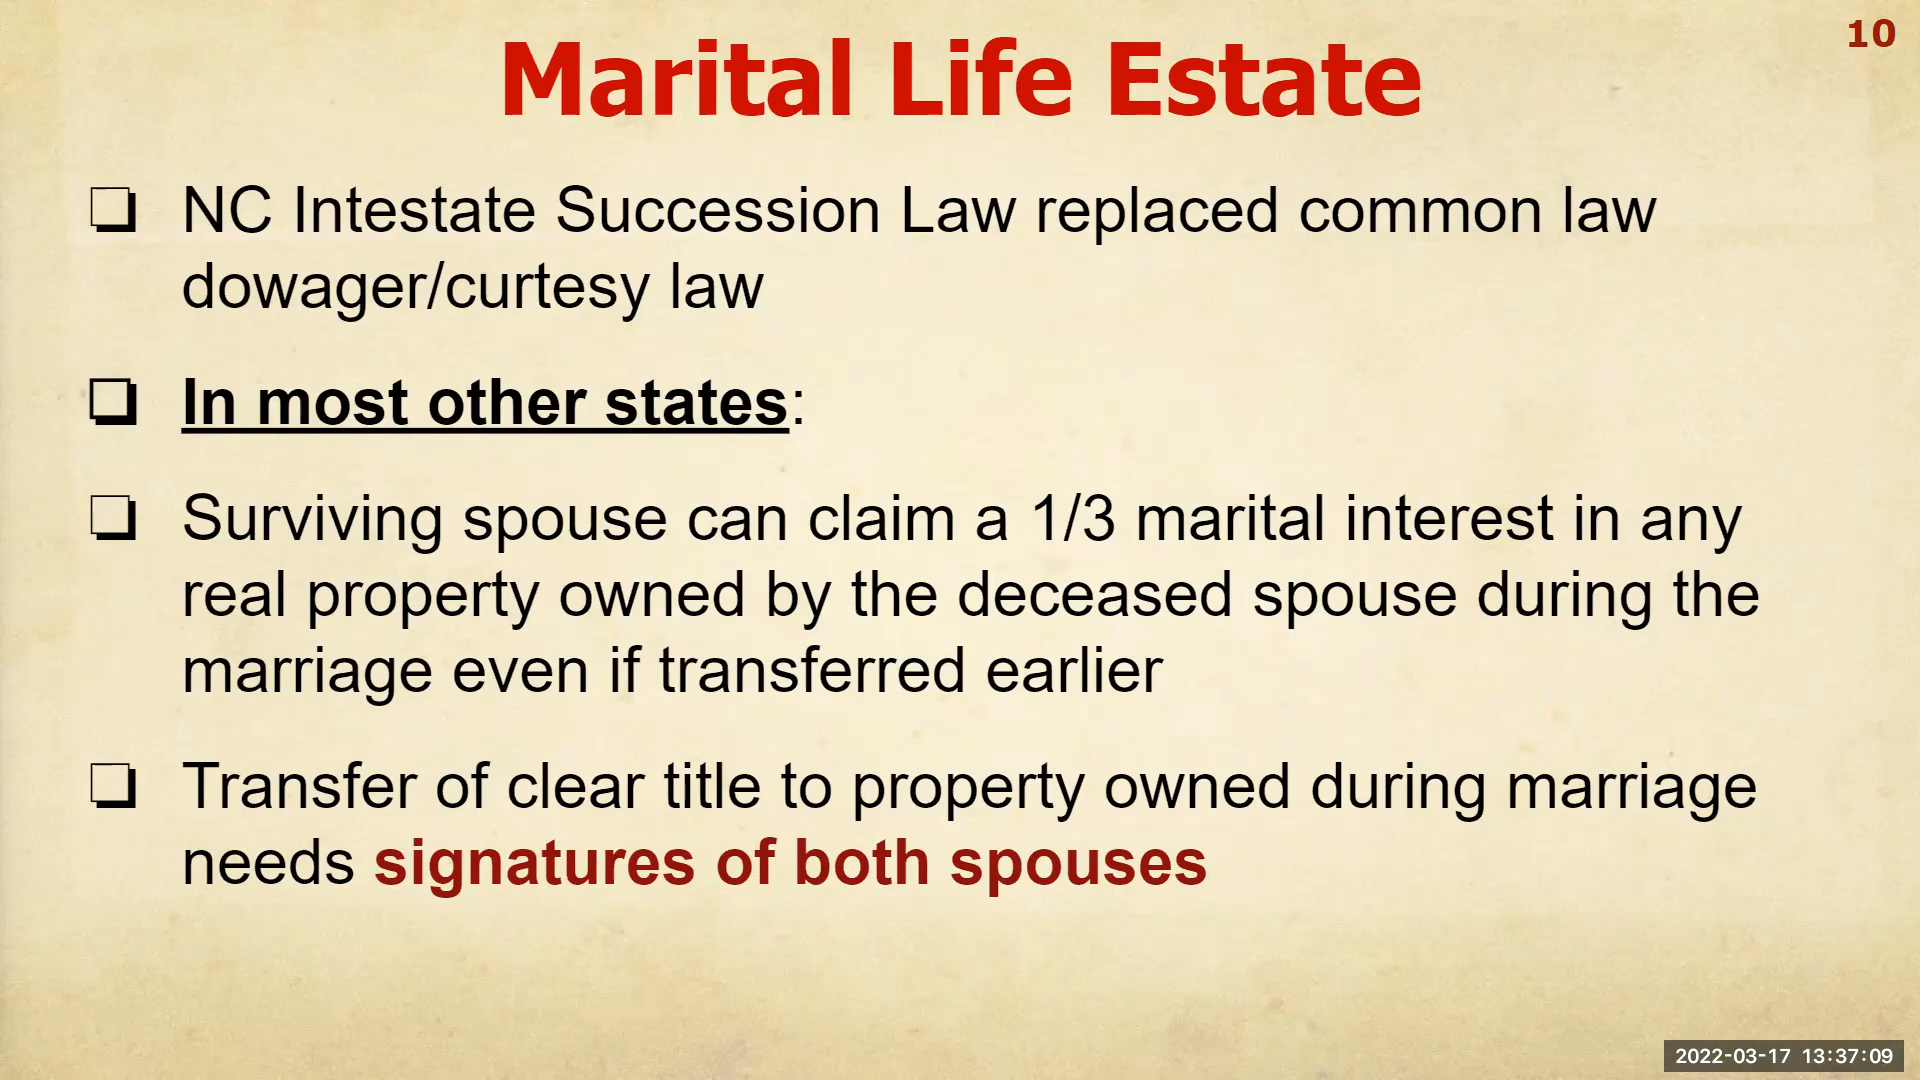 10
Marital Life Estate
❏ NC Intestate Succession Law replaced common law
dowager/curtesy law
❏ In most other states:
❏ Surviving spouse can claim a 1/3 marital interest in any
real property owned by the deceased spouse during the
marriage even if transferred earlier
❏ Transfer of clear title to property owned during marriage
needs signatures of both spouses
2022-03-17 13:37:09